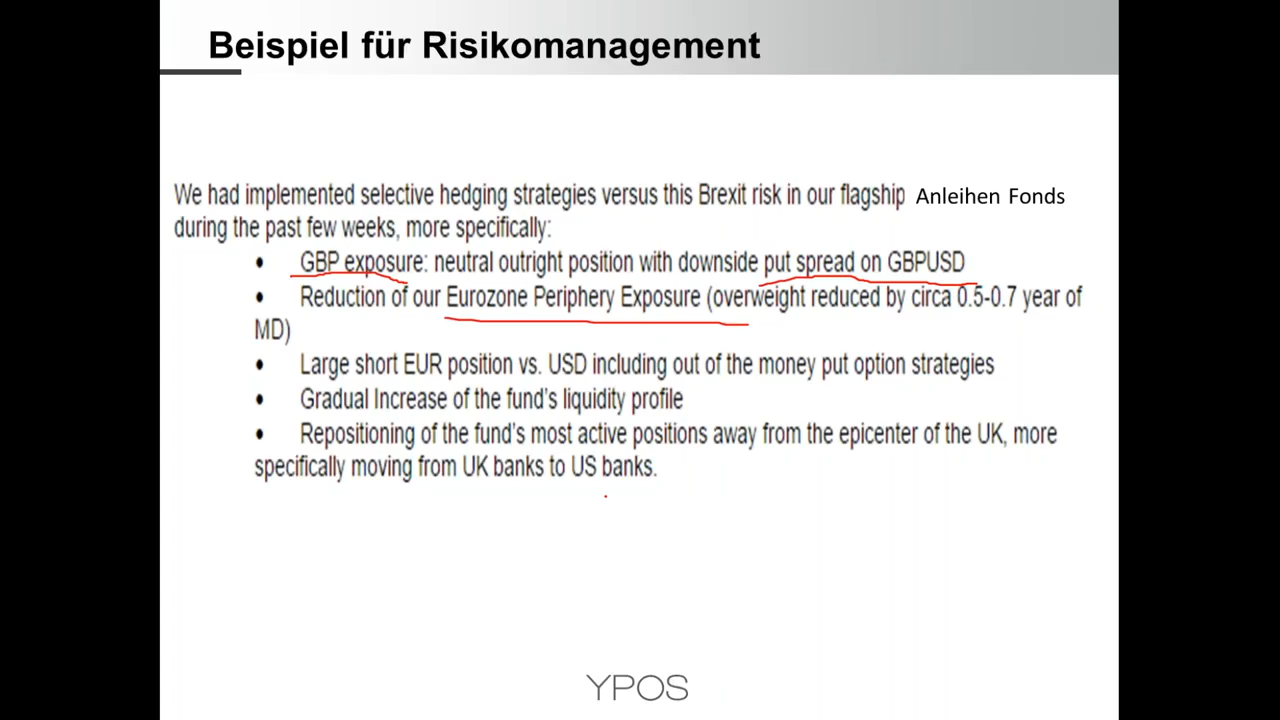 Beispiel für Risikomanagement
We had implemented selective hedging strategies versus this Brexit risk in our flagship Anleihen Fonds
during the past few weeks, more specifically:
• GBP exposure: neutral outright position with downside put spread on GBPUSD
• Reduction of our Eurozone Periphery Exposure (overweight reduced by circa 0.5-0.7 year of
MD)
• Large short EUR position vs. USD including out of the money put option strategies
• Gradual Increase of the fund's liquidity profile
• Repositioning of the fund's most active positions away from the epicenter of the UK, more
specifically moving from UK banks to US banks.
YPOS